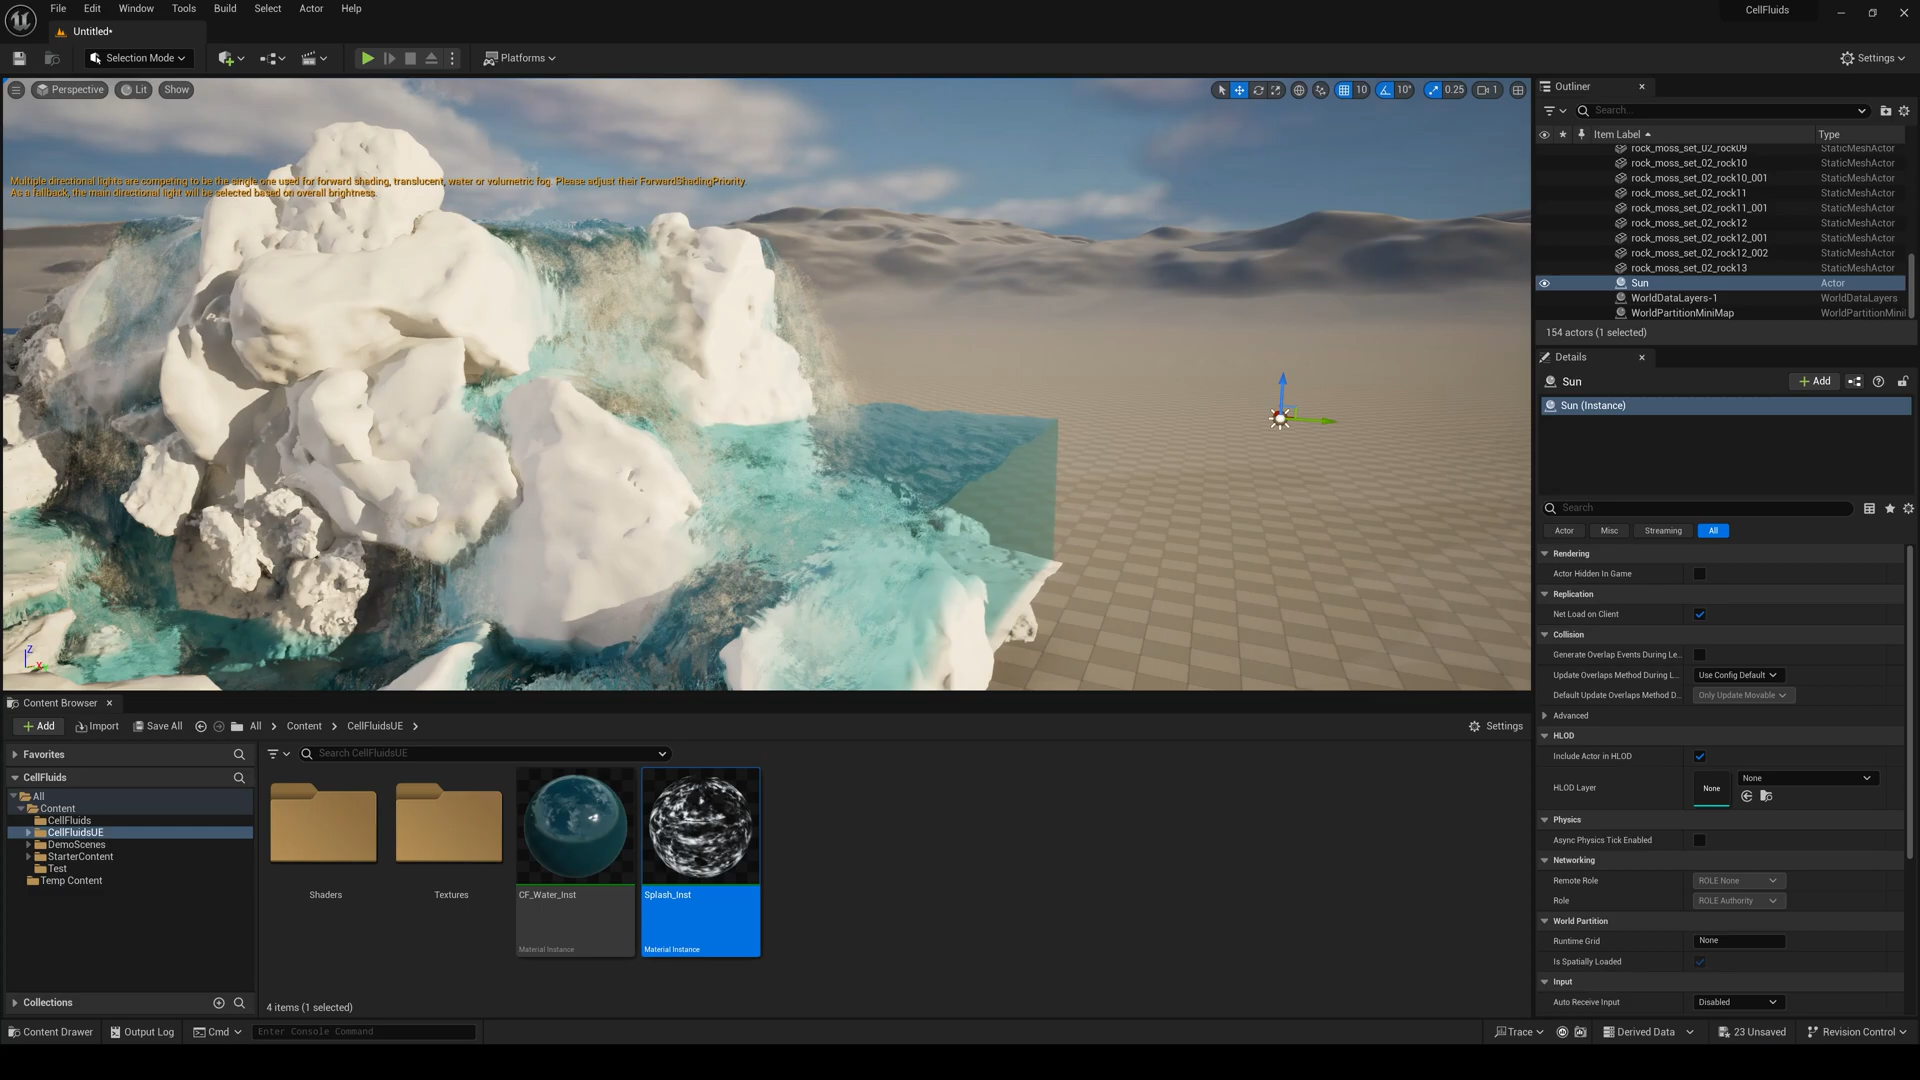 File Edit Window Tools Build Select Actor Help
CellFluids
Untitled*
Selection Mode
Platforms
Settings
Perspective
Lit
Show
10
10°
0.25
1
Multiple directional lights are competing to be the single one used for forward shading, translucent, water or volumetric fog. Please adjust their ForwardShadingPriority.
As a fallback, the main directional light will be selected based on overall brightness.
Z
Outliner
Search...
Item Label Type
rock_moss_set_02_rock09 StaticMeshActor
rock_moss_set_02_rock10 StaticMeshActor
rock_moss_set_02_rock10_001 StaticMeshActor
rock_moss_set_02_rock11 StaticMeshActor
rock_moss_set_02_rock11_001 StaticMeshActor
rock_moss_set_02_rock12 StaticMeshActor
rock_moss_set_02_rock12_001 StaticMeshActor
rock_moss_set_02_rock12_002 StaticMeshActor
rock_moss_set_02_rock13 StaticMeshActor
Sun Actor
WorldDataLayers-1 WorldDataLayers
WorldPartitionMiniMap WorldPartitionMini
154 actors (1 selected)
Details
Sun
Add
Sun (Instance)
Search
Actor Misc Streaming All
Rendering
Actor Hidden In Game
Replication
Net Load on Client
Collision
Generate Overlap Events During Le...
Update Overlaps Method During L... Use Config Default
Default Update Overlaps Method D... Only Update Movable
Advanced
HLOD
Include Actor in HLOD
HLOD Layer None None
Physics
Async Physics Tick Enabled
Networking
Remote Role ROLE None
Role ROLE Authority
World Partition
Runtime Grid None
Is Spatially Loaded
Input
Auto Receive Input Disabled
Content Browser
Add Import Save All All Content CellFluidsUE
Settings
Favorites
CellFluids
All
Content
CellFluids
CellFluidsUE
DemoScenes
StarterContent
Test
Temp Content
Collections
Search CellFluidsUE
Shaders
Textures
CF_Water_Inst
Material Instance
Splash_Inst
Material Instance
4 items (1 selected)
Content Drawer Output Log Cmd Enter Console Command
Trace Derived Data 23 Unsaved Revision Control